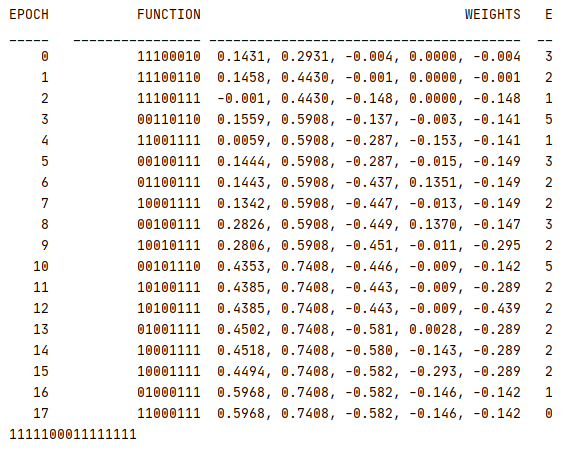 EPOCH FUNCTION WEIGHTS E
_____ ________________ _______________________________________ __
0 11100010 0.1431, 0.2931, -0.004, 0.0000, -0.004 3
1 11100110 0.1458, 0.4430, -0.001, 0.0000, -0.001 2
2 11100111 -0.001, 0.4430, -0.148, 0.0000, -0.148 1
3 00110110 0.1559, 0.5908, -0.137, -0.003, -0.141 5
4 11001111 0.0059, 0.5908, -0.287, -0.153, -0.141 1
5 00100111 0.1444, 0.5908, -0.287, -0.015, -0.149 3
6 01100111 0.1443, 0.5908, -0.437, 0.1351, -0.149 2
7 10001111 0.1342, 0.5908, -0.447, -0.013, -0.149 2
8 00100111 0.2826, 0.5908, -0.449, 0.1370, -0.147 3
9 10010111 0.2806, 0.5908, -0.451, -0.011, -0.295 2
10 00101110 0.4353, 0.7408, -0.446, -0.009, -0.142 5
11 10100111 0.4385, 0.7408, -0.443, -0.009, -0.289 2
12 10100111 0.4385, 0.7408, -0.443, -0.009, -0.439 2
13 01001111 0.4502, 0.7408, -0.581, 0.0028, -0.289 2
14 10001111 0.4518, 0.7408, -0.580, -0.143, -0.289 2
15 10001111 0.4494, 0.7408, -0.582, -0.293, -0.289 2
16 01000111 0.5968, 0.7408, -0.582, -0.146, -0.142 1
17 11000111 0.5968, 0.7408, -0.582, -0.146, -0.142 0
1111100011111111